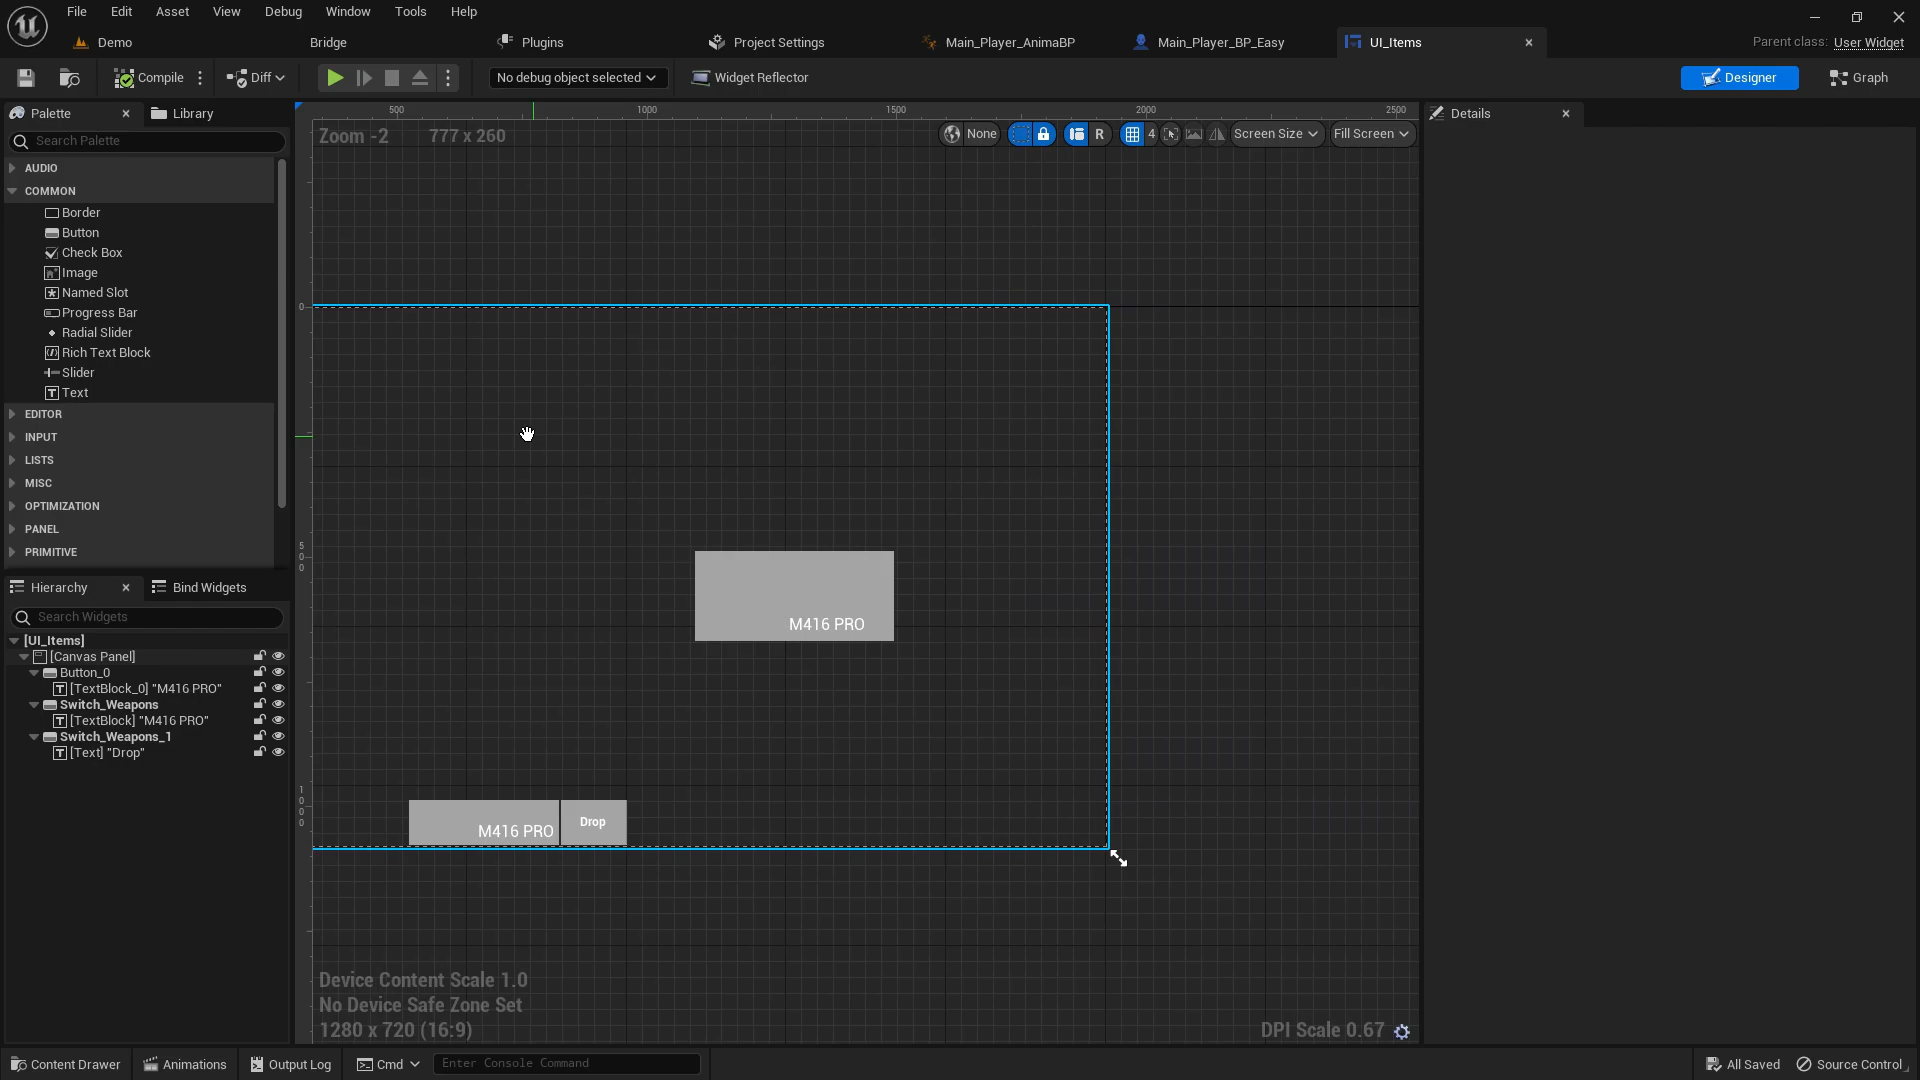 File Edit Asset View Debug Window Tools Help
Demo Bridge Plugins Project Settings Main_Player_AnimaBP Main_Player_BP_Easy UI_Items Parent class: User Widget
Compile Diff No debug object selected Widget Reflector Designer Graph
Palette Library 500 1000 1500 2000 2500 Details
Search Palette Zoom -2 777 x 260 None R 4 Screen Size Fill Screen
AUDIO
COMMON
Border
Button
Check Box
Image
Named Slot
Progress Bar
0
Radial Slider
Rich Text Block
Slider
Text
EDITOR
INPUT
LISTS
MISC
OPTIMIZATION
PANEL
PRIMITIVE
500
Hierarchy Bind Widgets
Search Widgets
M416 PRO
[UI_Items]
[Canvas Panel]
Button_0
[TextBlock_0] "M416 PRO"
Switch_Weapons
[TextBlock] "M416 PRO"
Switch_Weapons_1
[Text] "Drop"
1000
M416 PRO Drop
Device Content Scale 1.0
No Device Safe Zone Set
1280 x 720 (16:9) DPI Scale 0.67
Content Drawer Animations Output Log Cmd Enter Console Command All Saved Source Control